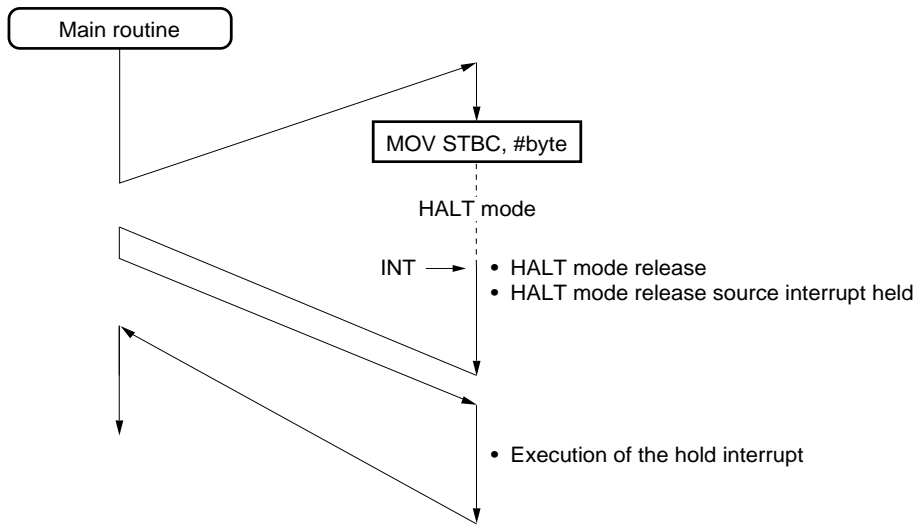 Main routine
MOV STBC, #byte
HALT mode
INT
• HALT mode release
• HALT mode release source interrupt held
• Execution of the hold interrupt